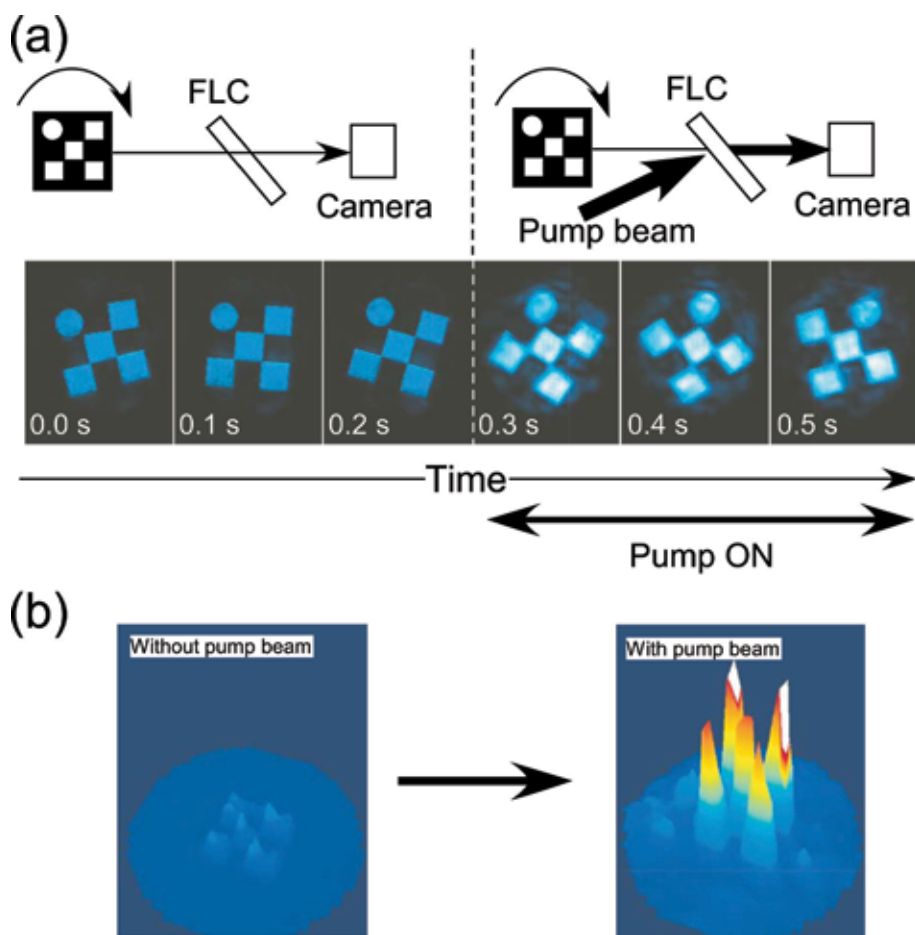 (a)
FLC
Camera
FLC
Pump beam
Camera
0.0 s
0.1 s
0.2 s
0.3 s
0.4 s
0.5 s
Time
Pump ON
(b)
Without pump beam
With pump beam